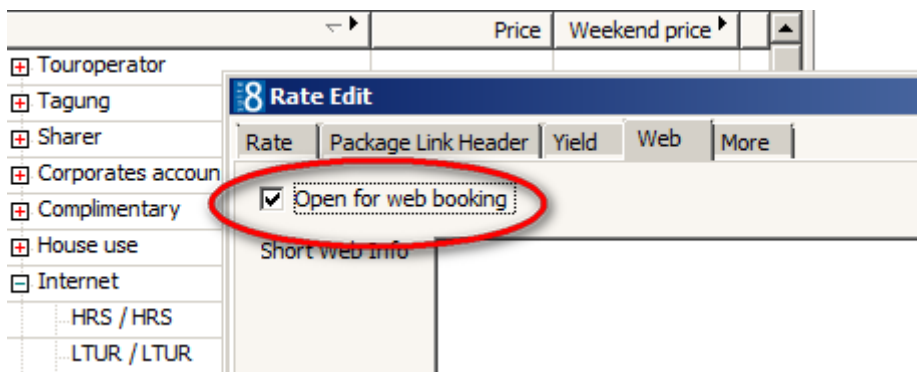 Price Weekend price
Touroperator
Tagung
Sharer
Corporates accoun
Complimentary
House use
Internet
HRS / HRS
LTUR / LTUR
8 Rate Edit
Rate Package Link Header Yield Web More
Open for web booking
Short Web Info